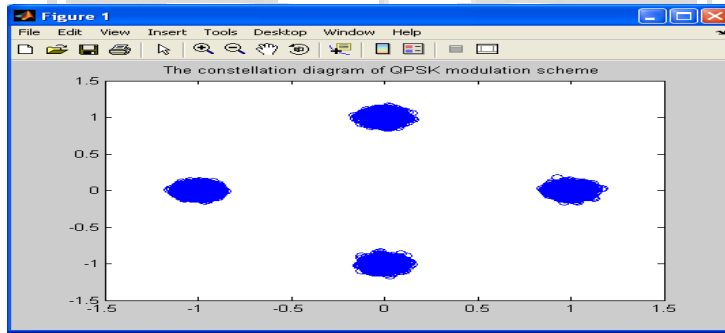 Figure 1
File Edit View Insert Tools Desktop Window Help
The constellation diagram of QPSK modulation scheme
1.5
1
0.5
0
-0.5
-1
-1.5
-1.5 -1 -0.5 0 0.5 1 1.5